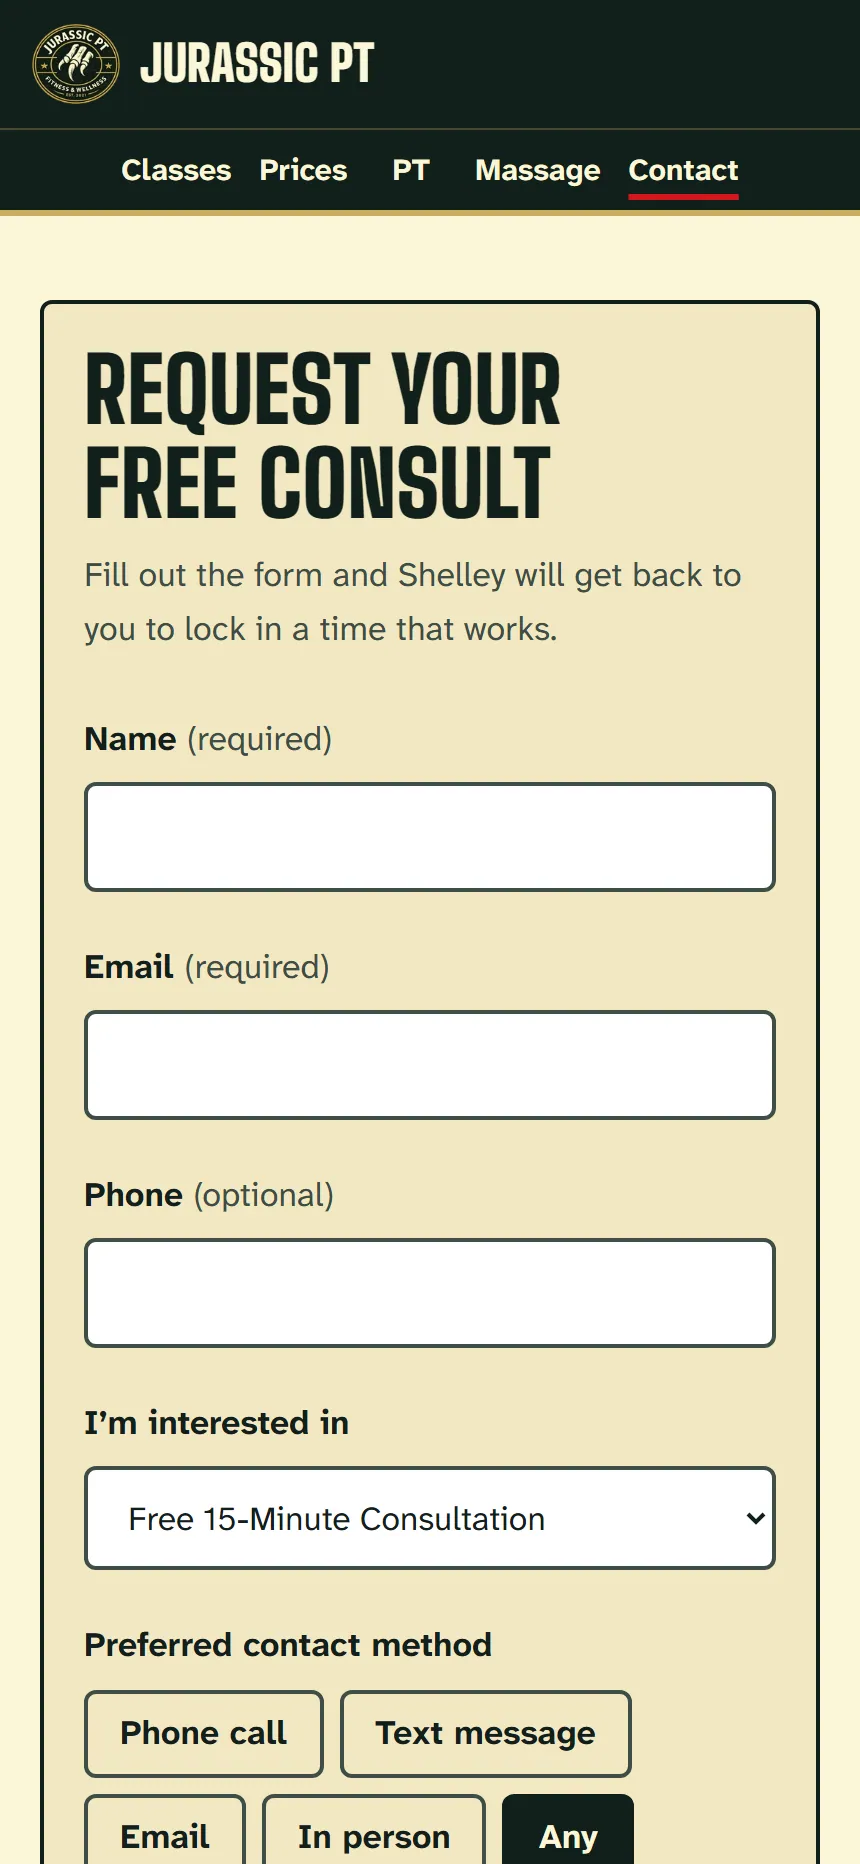 JURASSIC PT
FITNESS & WELLNESS
EST. 2021
JURASSIC PT
Classes Prices PT Massage Contact
REQUEST YOUR
FREE CONSULT
Fill out the form and Shelley will get back to
you to lock in a time that works.
Name (required)
Email (required)
Phone (optional)
I'm interested in
Free 15-Minute Consultation
Preferred contact method
Phone call Text message
Email In person Any